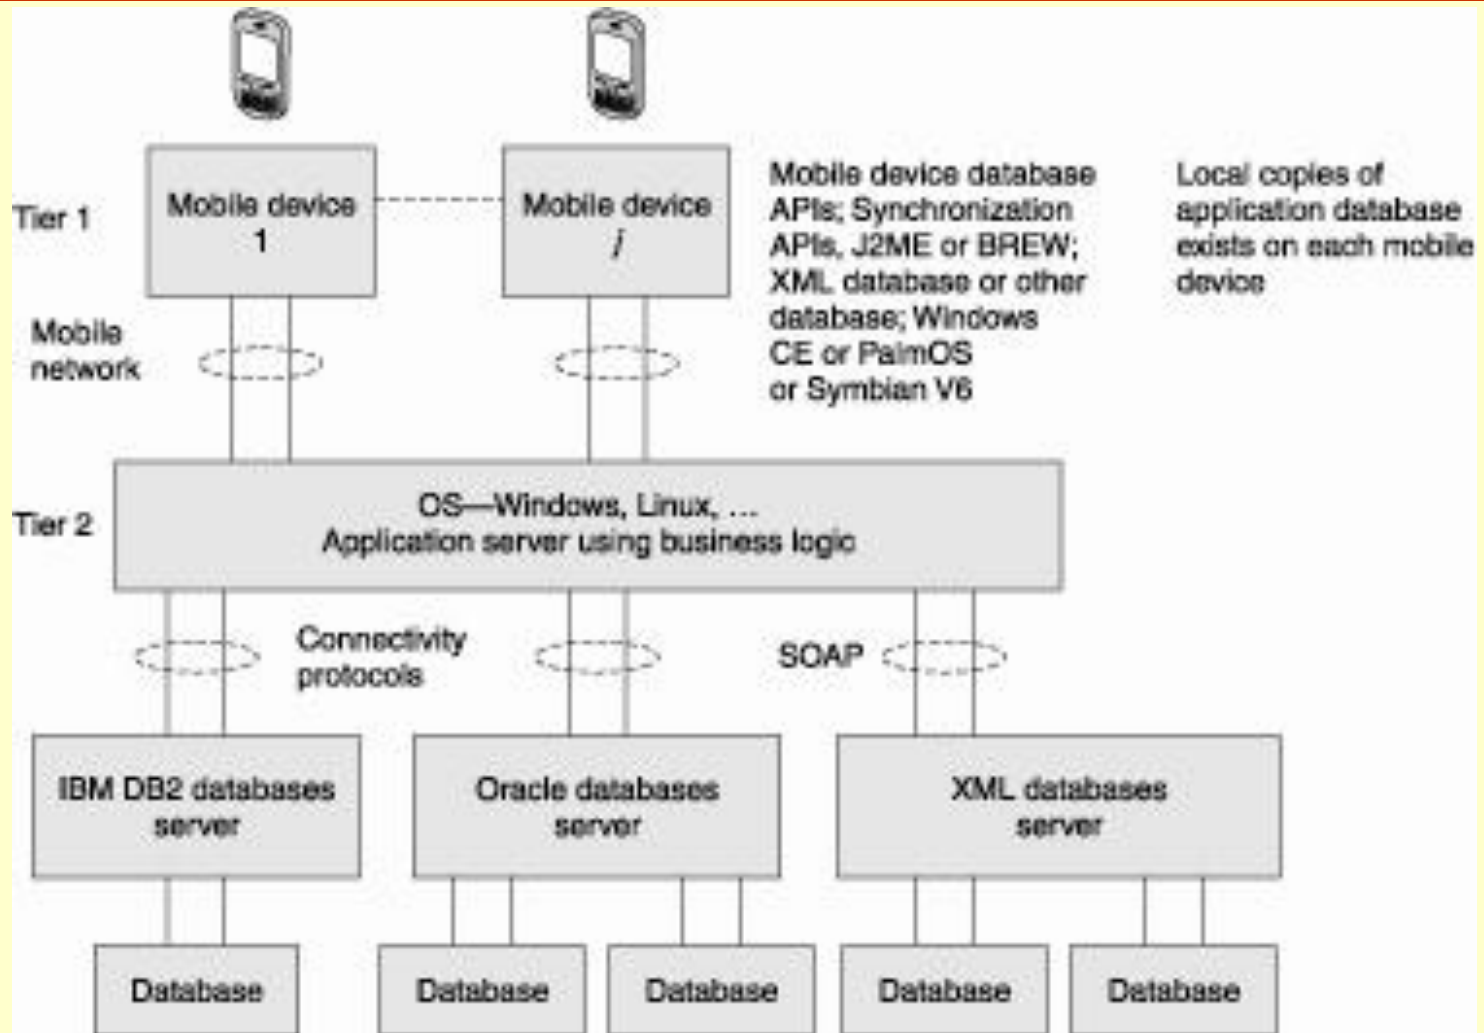 Tier 1
Mobile device
1
Mobile device
j
Mobile device database
APIs; Synchronization
APIs, J2ME or BREW;
XML database or other
database; Windows
CE or PalmOS
or Symbian V6
Local copies of
application database
exists on each mobile
device
Mobile
network
Tier 2
OS—Windows, Linux, ...
Application server using business logic
Connectivity
protocols
SOAP
IBM DB2 databases
server
Oracle databases
server
XML databases
server
Database
Database
Database
Database
Database